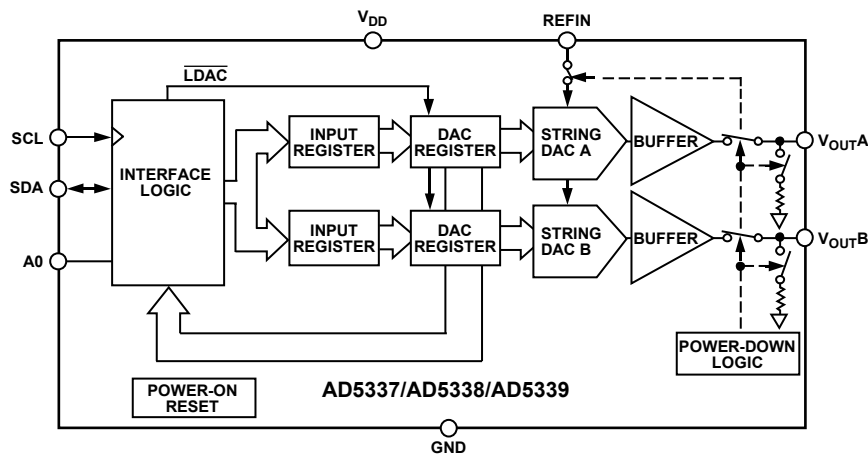 VDD
REFIN
LDAC
SCL
SDA
A0
INTERFACE
LOGIC
INPUT
REGISTER
DAC
REGISTER
STRING
DAC A
BUFFER
VOUTA
INPUT
REGISTER
DAC
REGISTER
STRING
DAC B
BUFFER
VOUTB
POWER-DOWN
LOGIC
POWER-ON
RESET
AD5337/AD5338/AD5339
GND